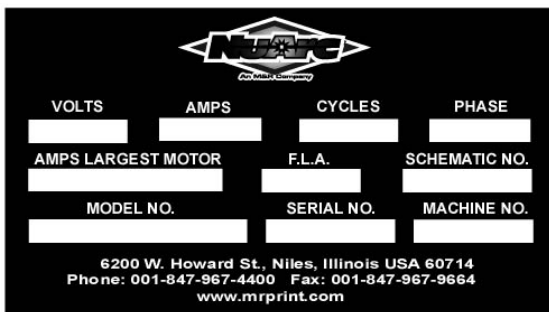 NuArc
An M&R Company
VOLTS AMPS CYCLES PHASE
AMPS LARGEST MOTOR F.L.A. SCHEMATIC NO.
MODEL NO. SERIAL NO. MACHINE NO.
6200 W. Howard St., Niles, Illinois USA 60714
Phone: 001-847-967-4400 Fax: 001-847-967-9664
www.mrprint.com